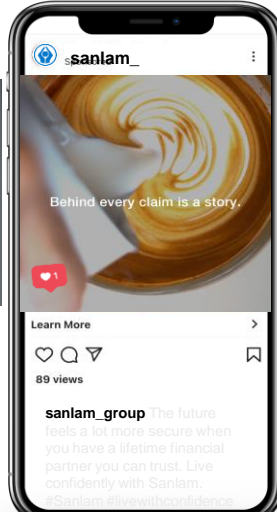 sanlam_
Behind every claim is a story.
1
Learn More
89 views
sanlam_group The future
feels a lot more secure when
you have a lifetime financial
partner you can trust. Live
confidently with Sanlam.
#Sanlam #livewithconfidence